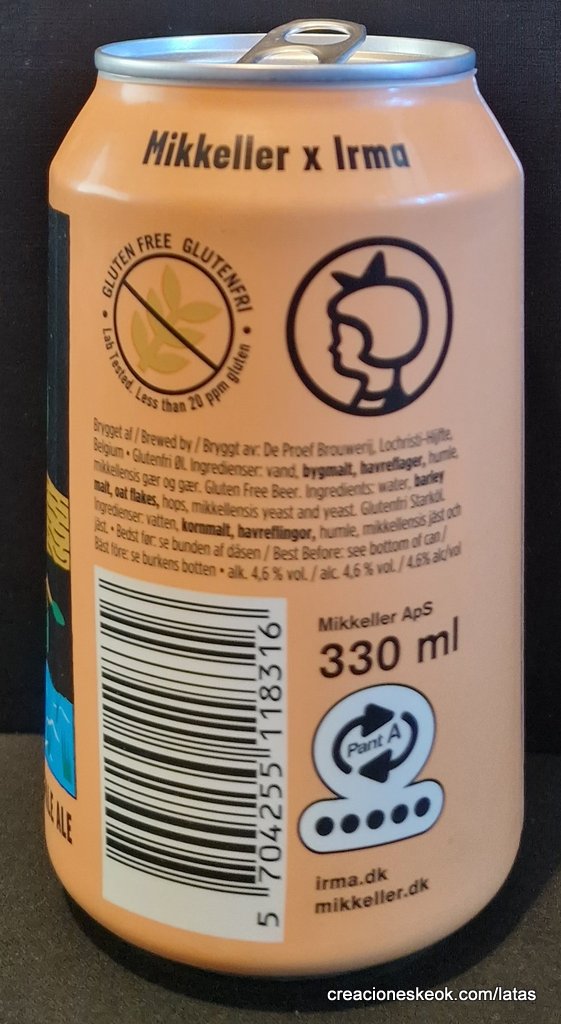 Mikkeller x Irma
GLUTEN FREE GLUTENFRI
Lab Tested. Less than 20 ppm gluten
Brygget af / Brewed by / Bryggt av: De Proef Brouwerij, Lochristi-Hijfte,
Belgium • Glutenfri Øl. Ingredienser: vand, bygmalt, havreflager, humle,
mikkellensis gær og gær. Gluten Free Beer. Ingredients: water, barley
malt, oat flakes, hops, mikkellensis yeast and yeast. Glutenfri Starköl.
Ingredienser: vatten, kornmalt, havreflingor, humle, mikkellensis jäst och
jäst. • Bedst før: se bunden af dåsen / Best Before: see bottom of can /
Bäst före: se burkens botten • alk. 4,6 % vol. / alc. 4,6 % vol. / 4,6% alc/vol
5 704255 118316
Mikkeller ApS
330 ml
Pant A
irma.dk
mikkeller.dk
LE ALE
creacioneskeok.com/latas